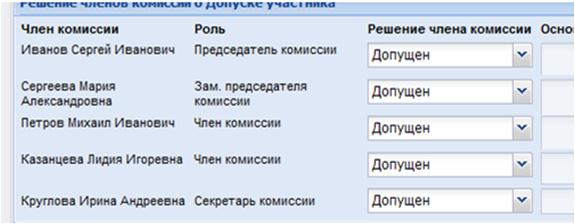 Решение членов комиссии о допуске участника
Член комиссии Роль Решение члена комиссии Осно
Иванов Сергей Иванович Председатель комиссии Допущен
Сергеева Мария Александровна Зам. председателя комиссии Допущен
Петров Михаил Иванович Член комиссии Допущен
Казанцева Лидия Игоревна Член комиссии Допущен
Круглова Ирина Андреевна Секретарь комиссии Допущен